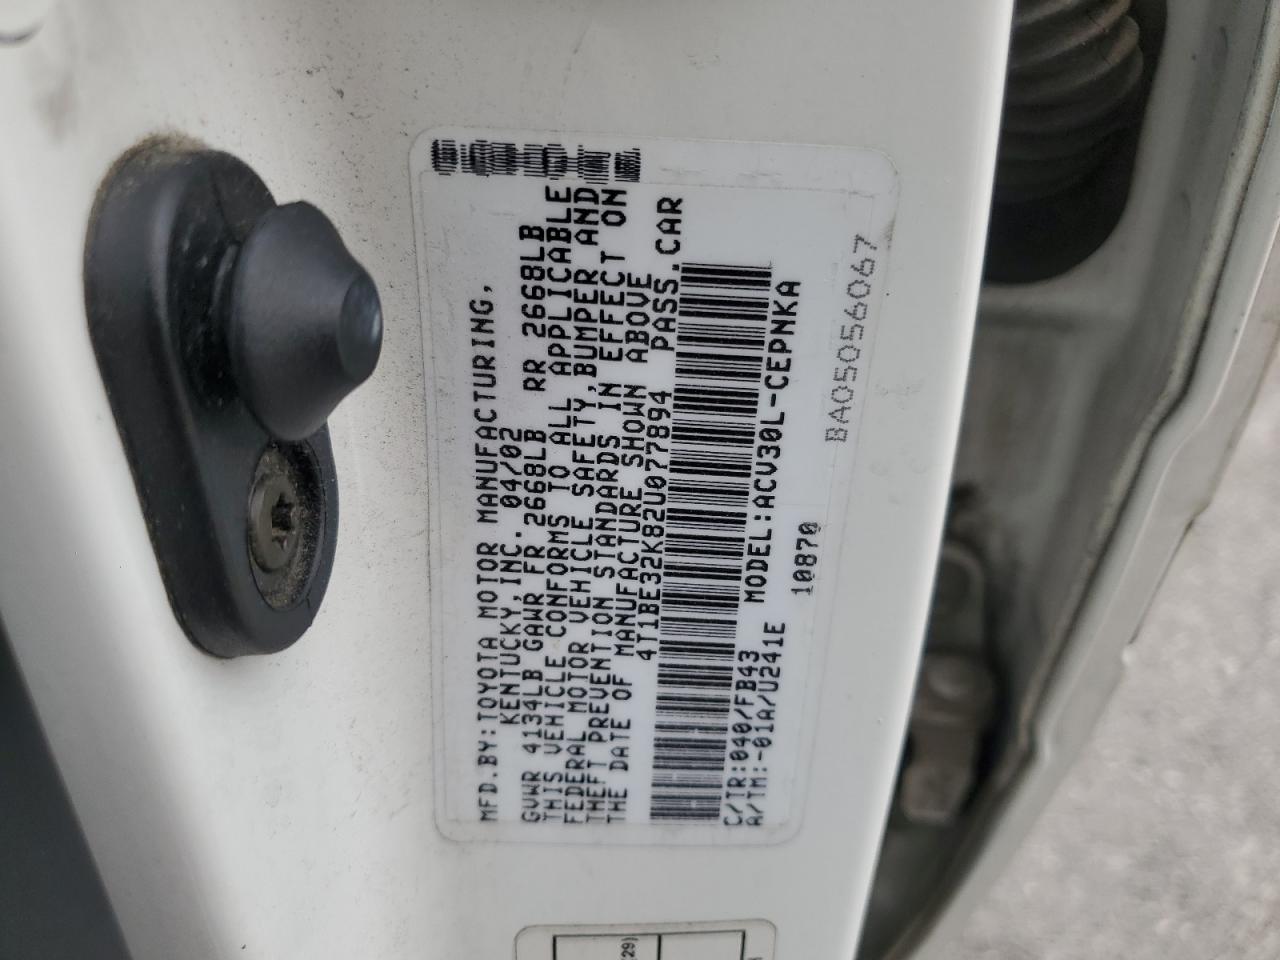 MFD.BY:TOYOTA MOTOR MANUFACTURING,
KENTUCKY,INC. 04/02
GVWR 4134LB GAWR FR 2668LB RR 2668LB
THIS VEHICLE CONFORMS TO ALL APPLICABLE
FEDERAL MOTOR VEHICLE SAFETY,BUMPER AND
THEFT PREVENTION STANDARDS IN EFFECT ON
THE DATE OF MANUFACTURE SHOWN ABOVE
4T1BE32K82U077894 PASS.CAR
C/TR:040/FB43 MODEL:ACV30L-CEPNKA
A/TM:-01A/U241E 10870
BA05056067
(29)